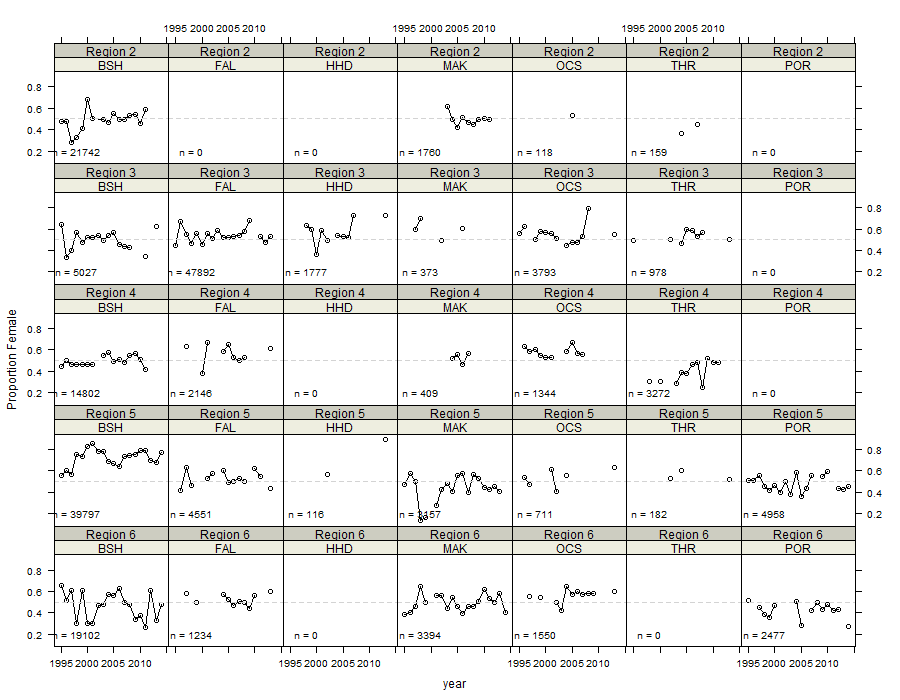 1995 2000 2005 2010 1995 2000 2005 2010 1995 2000 2005 2010
Region 2 Region 2 Region 2 Region 2 Region 2 Region 2 Region 2
BSH FAL HHD MAK OCS THR POR
0.8
0.6
0.4
0.2
n = 21742 n = 0 n = 0 n = 1760 n = 118 n = 159 n = 0
Region 3 Region 3 Region 3 Region 3 Region 3 Region 3 Region 3
BSH FAL HHD MAK OCS THR POR
0.8
0.6
0.4
0.2
n = 5027 n = 47892 n = 1777 n = 373 n = 3793 n = 978 n = 0
Region 4 Region 4 Region 4 Region 4 Region 4 Region 4 Region 4
BSH FAL HHD MAK OCS THR POR
0.8
0.6
0.4
0.2
n = 14802 n = 2146 n = 0 n = 409 n = 1344 n = 3272 n = 0
Region 5 Region 5 Region 5 Region 5 Region 5 Region 5 Region 5
BSH FAL HHD MAK OCS THR POR
0.8
0.6
0.4
0.2
n = 39797 n = 4551 n = 116 n = 3157 n = 711 n = 182 n = 4958
Region 6 Region 6 Region 6 Region 6 Region 6 Region 6 Region 6
BSH FAL HHD MAK OCS THR POR
0.8
0.6
0.4
0.2
n = 19102 n = 1234 n = 0 n = 3394 n = 1550 n = 0 n = 2477
1995 2000 2005 2010 1995 2000 2005 2010 1995 2000 2005 2010 1995 2000 2005 2010
year
Proportion Female